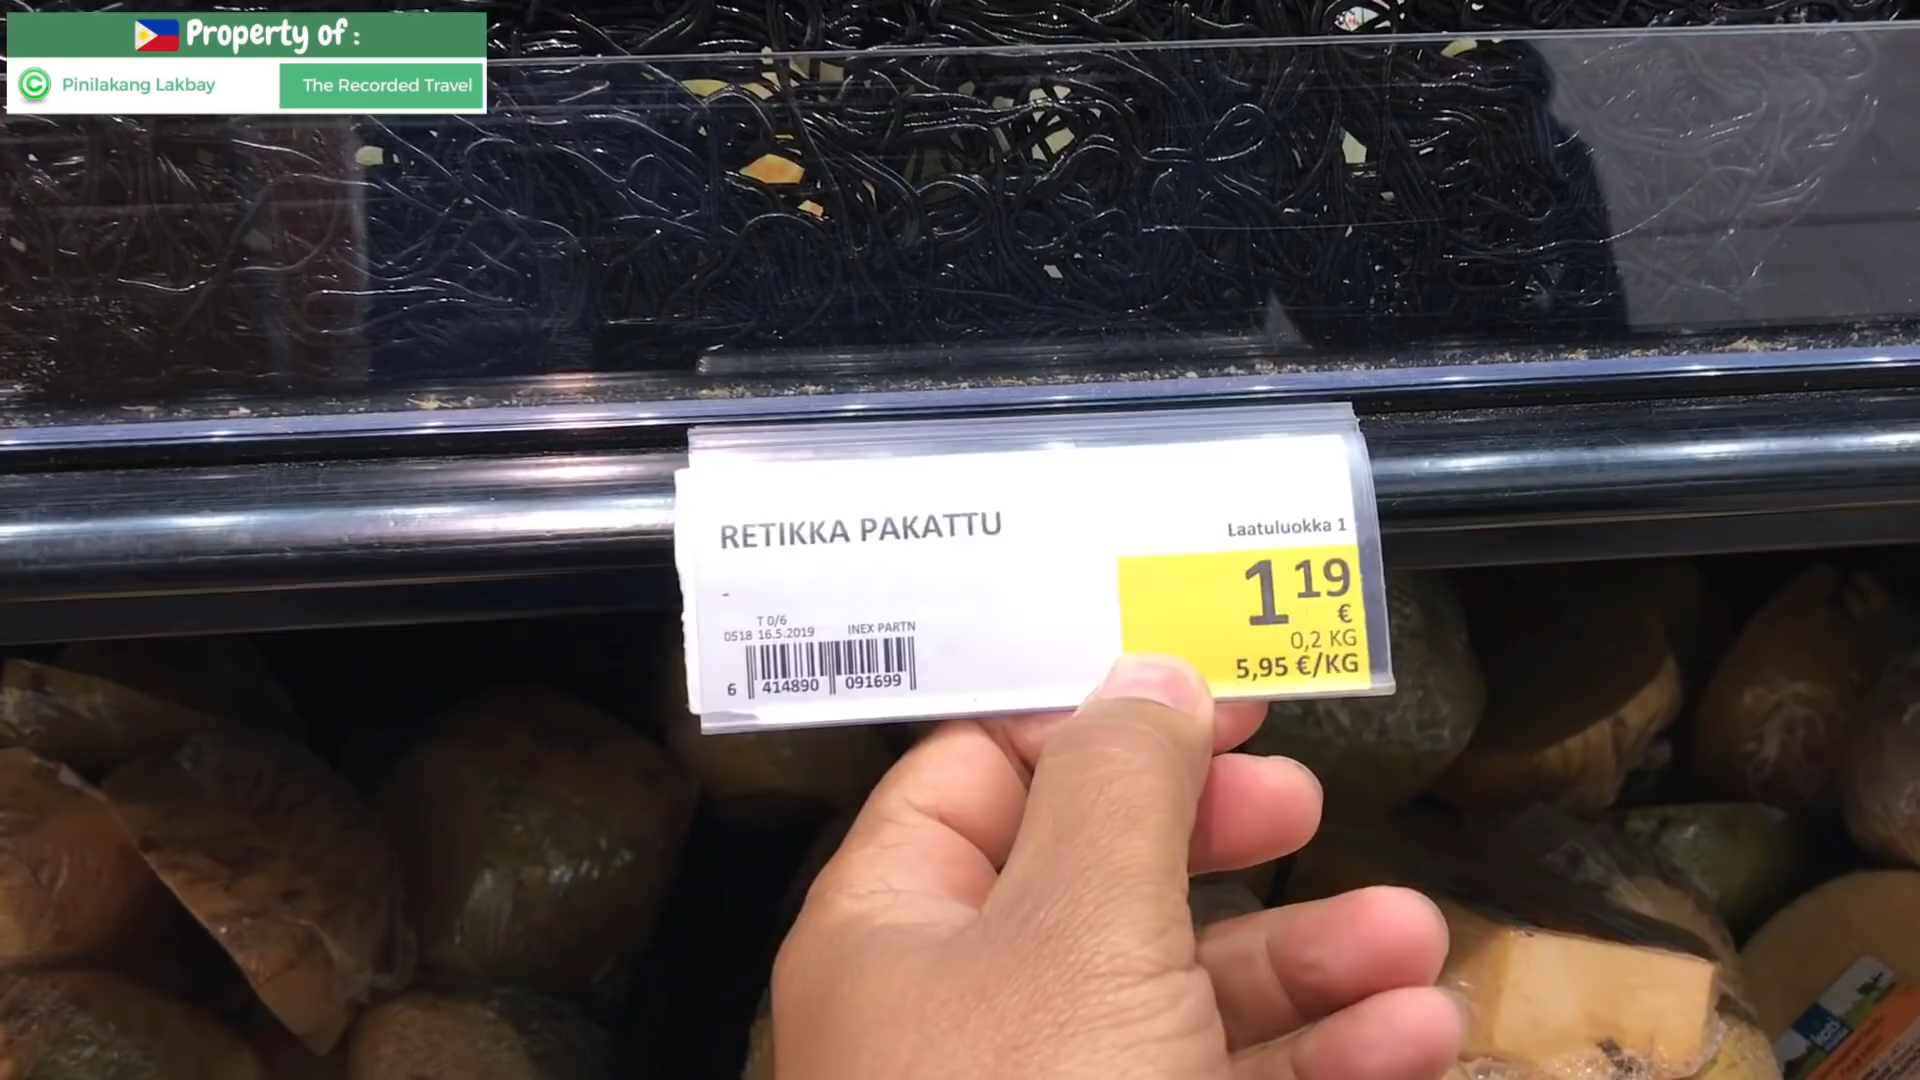 Property of :
© Pinilakang Lakbay
The Recorded Travel
RETIKKA PAKATTU
Laatuluokka 1
-
1 19
€
0,2 KG
5,95 €/KG
T 0/6
0518 16.5.2019 INEX PARTN
6 414890 091699